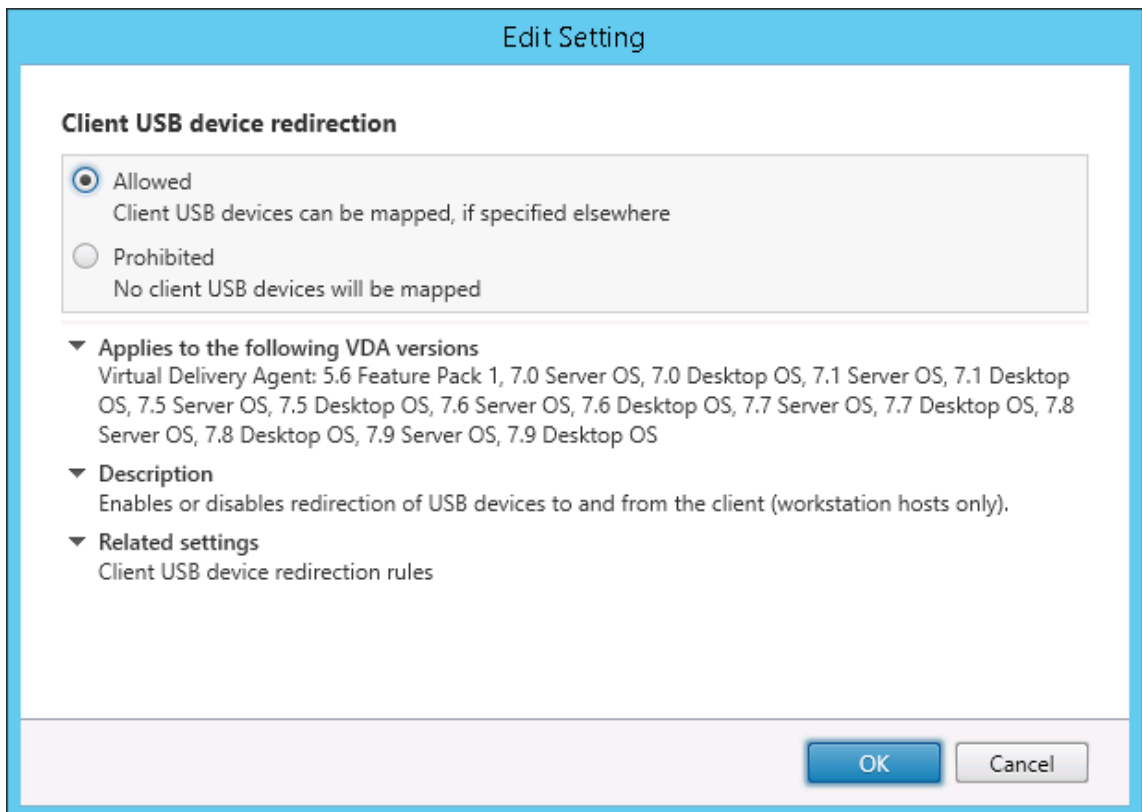 Edit Setting
Client USB device redirection
Allowed
Client USB devices can be mapped, if specified elsewhere
Prohibited
No client USB devices will be mapped
Applies to the following VDA versions
Virtual Delivery Agent: 5.6 Feature Pack 1, 7.0 Server OS, 7.0 Desktop OS, 7.1 Server OS, 7.1 Desktop
OS, 7.5 Server OS, 7.5 Desktop OS, 7.6 Server OS, 7.6 Desktop OS, 7.7 Server OS, 7.7 Desktop OS, 7.8
Server OS, 7.8 Desktop OS, 7.9 Server OS, 7.9 Desktop OS
Description
Enables or disables redirection of USB devices to and from the client (workstation hosts only).
Related settings
Client USB device redirection rules
OK
Cancel